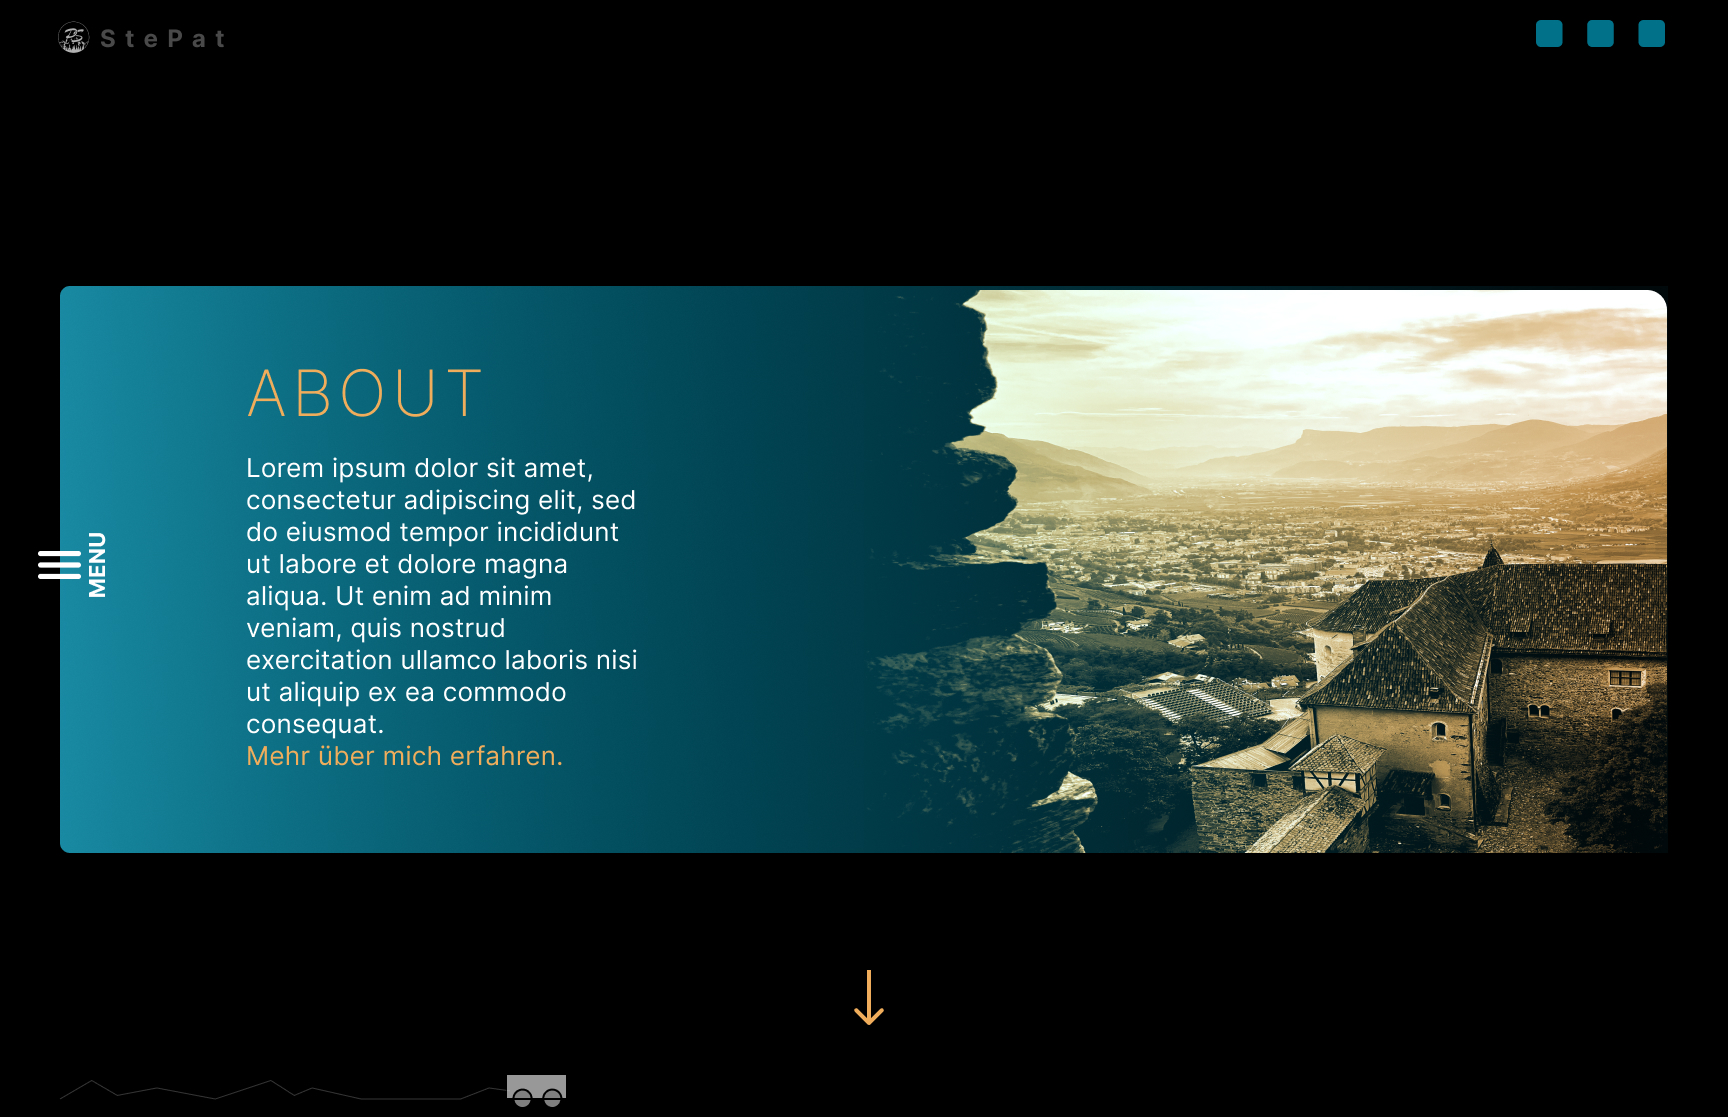 PS
StePat
ABOUT
Lorem ipsum dolor sit amet,
consectetur adipiscing elit, sed
do eiusmod tempor incididunt
ut labore et dolore magna
aliqua. Ut enim ad minim
veniam, quis nostrud
exercitation ullamco laboris nisi
ut aliquip ex ea commodo
consequat.
Mehr über mich erfahren.
MENU